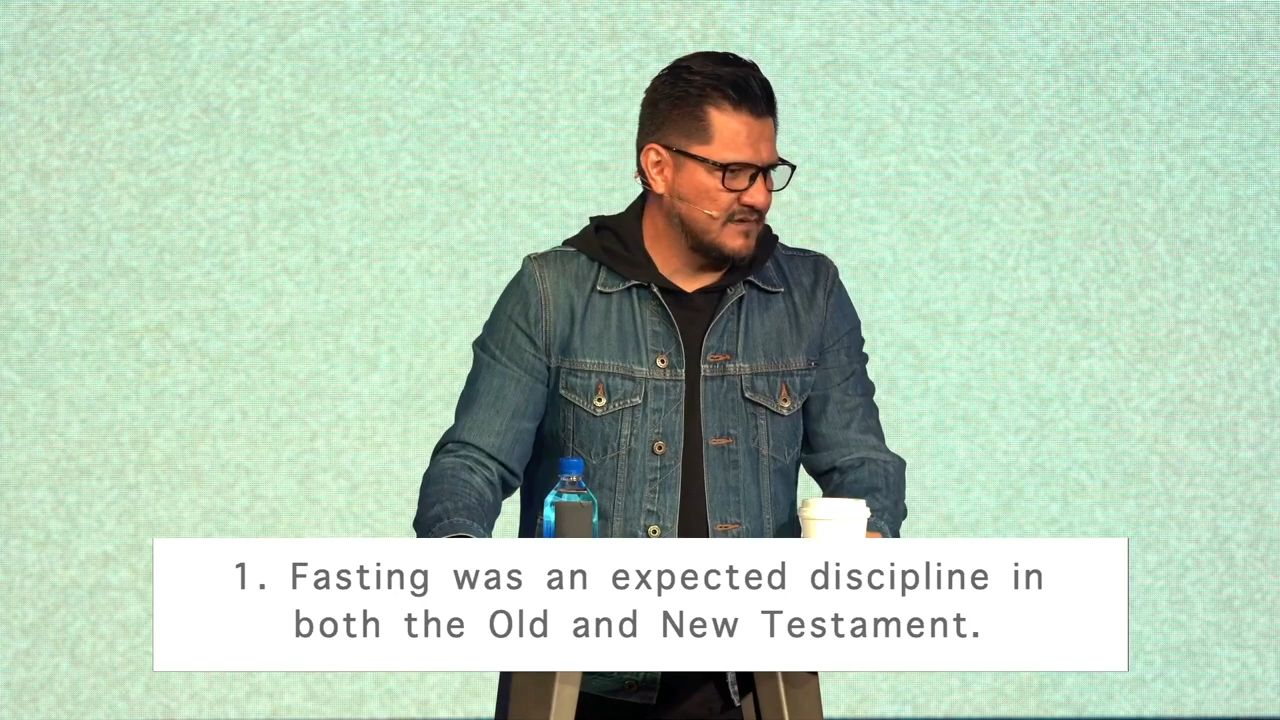 1. Fasting was an expected discipline in
both the Old and New Testament.